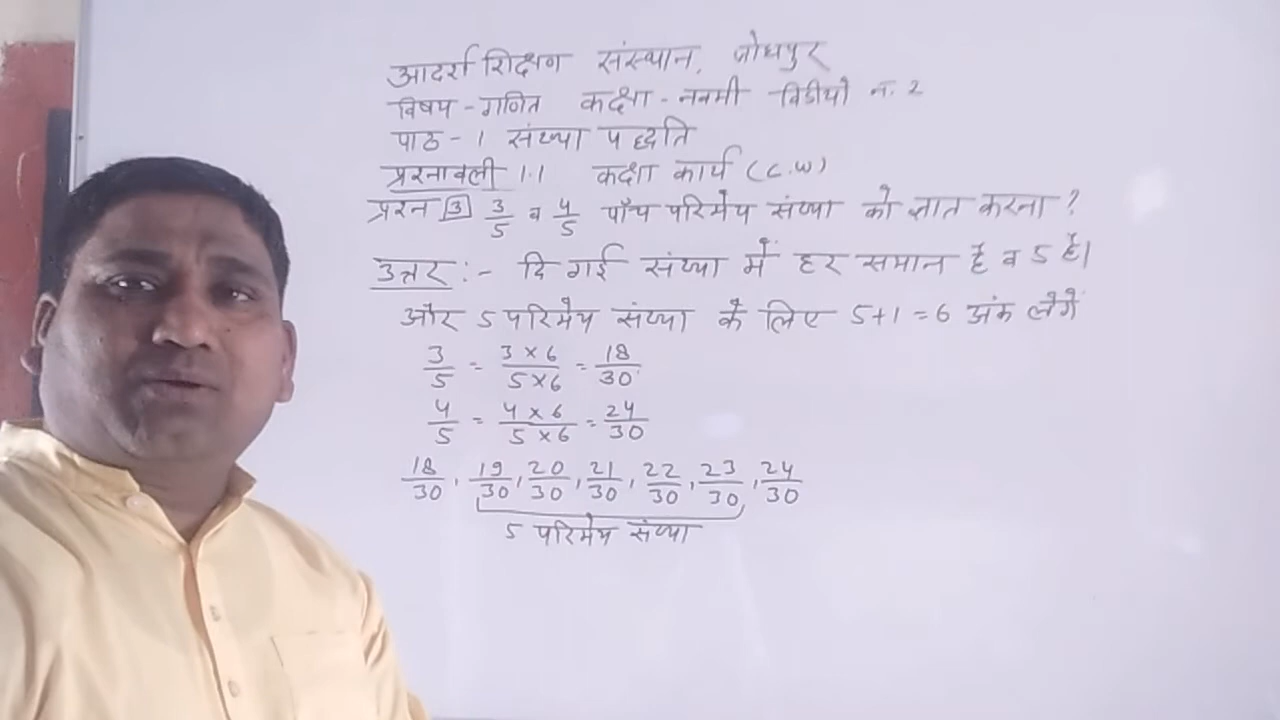 आदर्श शिक्षण संस्थान, जोधपुर
विषय - गणित कक्षा - नवमी विडीयो नं. 2
पाठ - 1 संख्या पद्धति
प्रश्नावली 1.1 कक्षा कार्य (C.W)
प्रश्न 3 3/5 व 4/5 पाँच परिमेय संख्या को ज्ञात करना ?
उत्तर :- दि गई संख्या में हर समान है व 5 है।
और 5 परिमेय संख्या के लिए 5+1 = 6 अंक लेगें
3/5 = 3 × 6/5 × 6 = 18/30
4/5 = 4 × 6/5 × 6 = 24/30
18/30, 19/30, 20/30, 21/30, 22/30, 23/30, 24/30
5 परिमेय संख्या